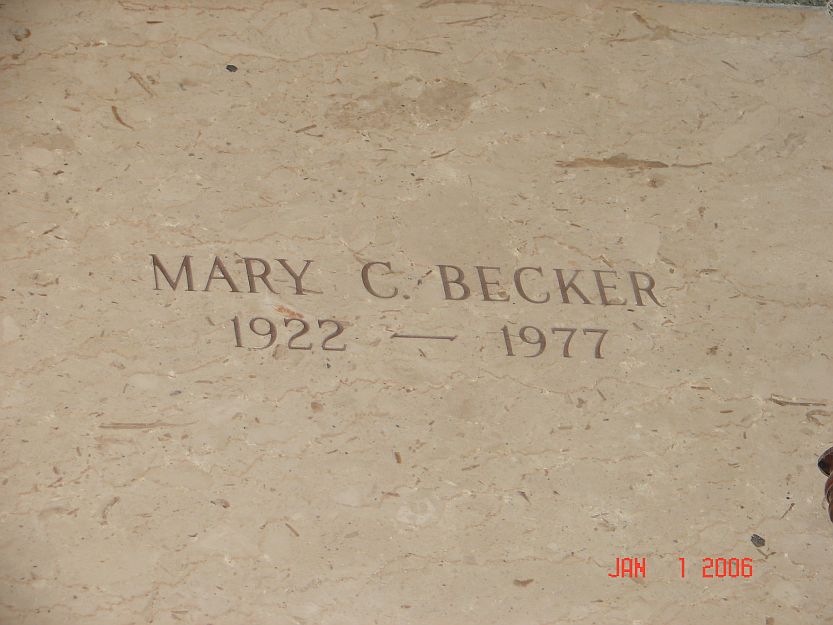 MARY C. BECKER
1922 — 1977
JAN 1 2006